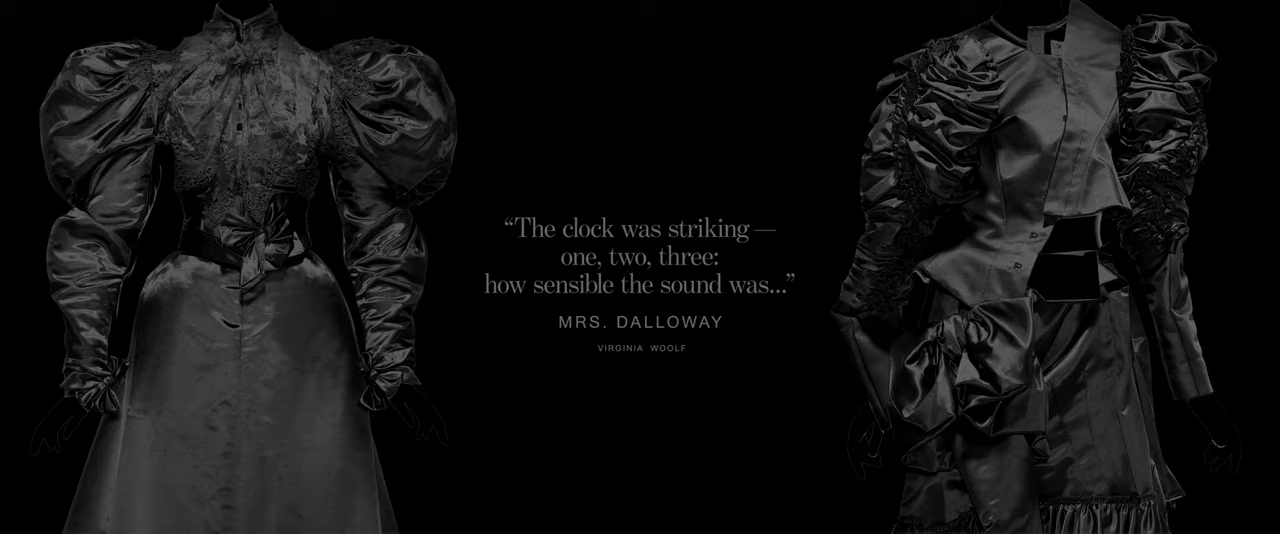 “The clock was striking —
one, two, three:
how sensible the sound was...”
MRS. DALLOWAY
VIRGINIA WOOLF